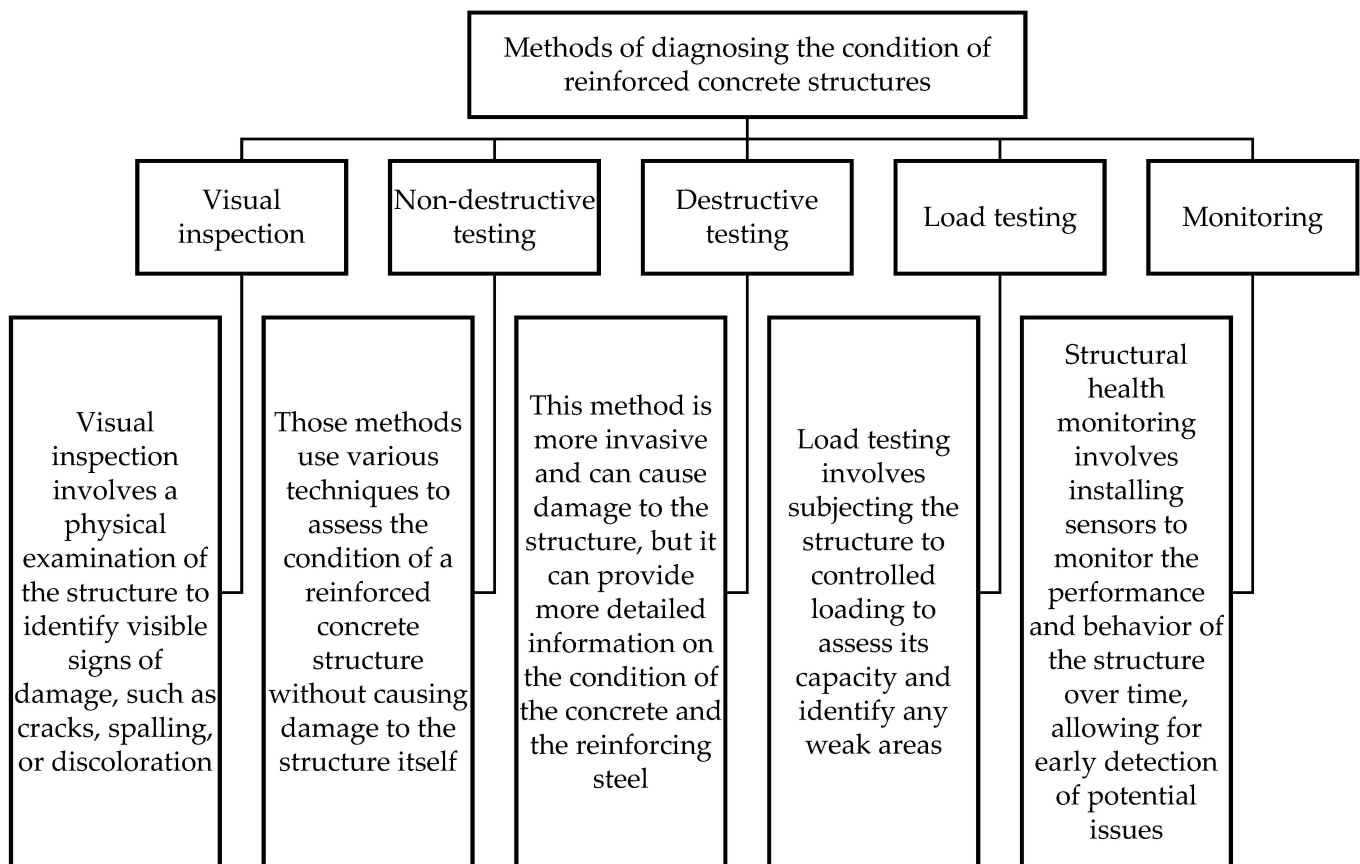 Methods of diagnosing the condition of
reinforced concrete structures
Visual
inspection
Non-destructive
testing
Destructive
testing
Load testing
Monitoring
Visual
inspection
involves a
physical
examination of
the structure to
identify visible
signs of
damage, such as
cracks, spalling,
or discoloration
Those methods
use various
techniques to
assess the
condition of a
reinforced
concrete
structure
without causing
damage to the
structure itself
This method is
more invasive
and can cause
damage to the
structure, but it
can provide
more detailed
information on
the condition of
the concrete and
the reinforcing
steel
Load testing
involves
subjecting the
structure to
controlled
loading to
assess its
capacity and
identify any
weak areas
Structural
health
monitoring
involves
installing
sensors to
monitor the
performance
and behavior of
the structure
over time,
allowing for
early detection
of potential
issues